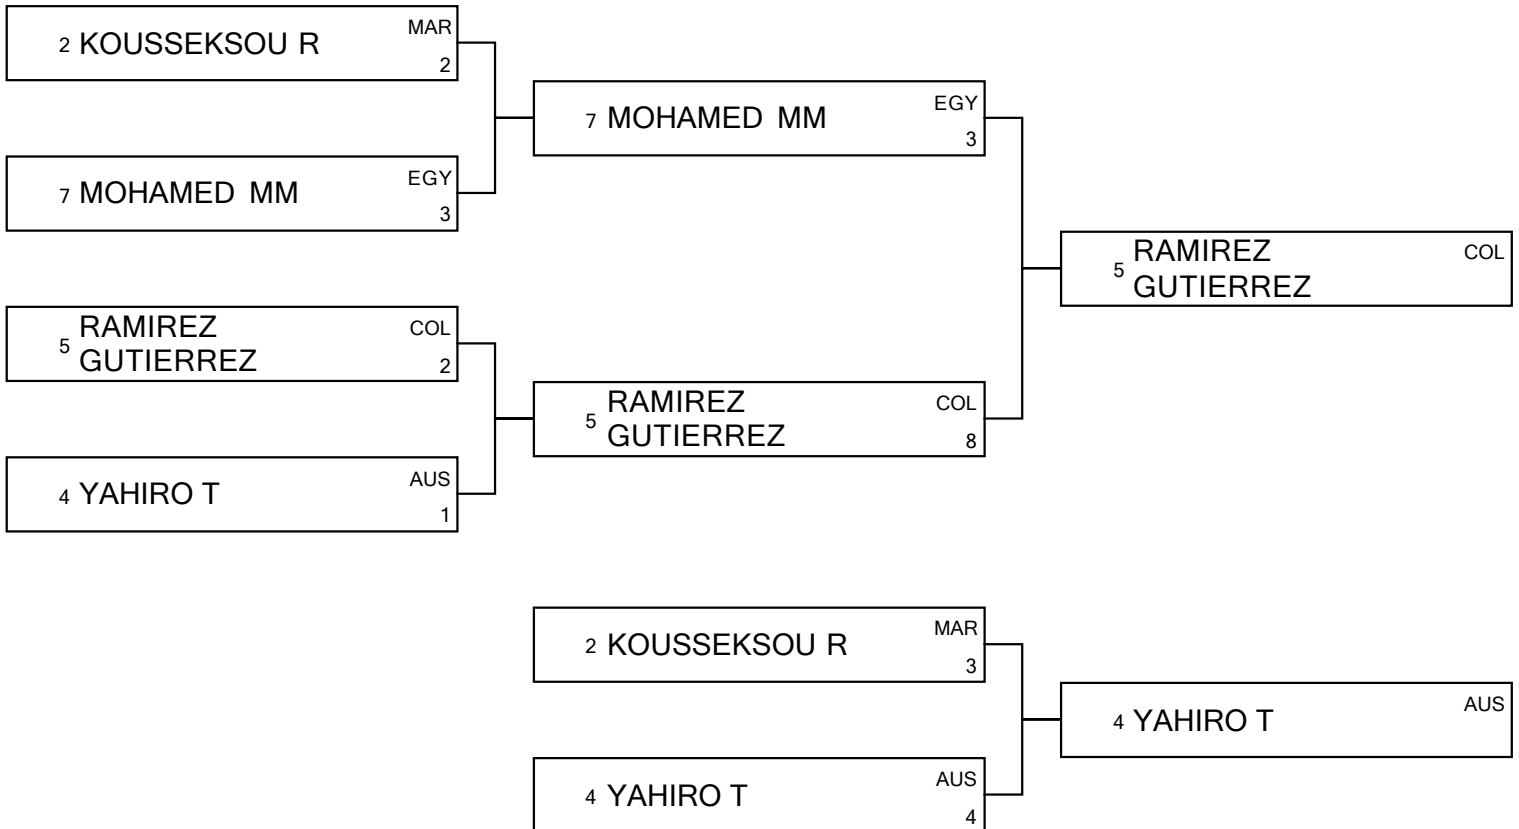 2 KOUSSEKSOU R MAR
2
7 MOHAMED MM EGY
3
5 RAMIREZ GUTIERREZ COL
2
4 YAHIRO T AUS
1
7 MOHAMED MM EGY
3
5 RAMIREZ GUTIERREZ COL
8
5 RAMIREZ GUTIERREZ COL
2 KOUSSEKSOU R MAR
3
4 YAHIRO T AUS
4
4 YAHIRO T AUS